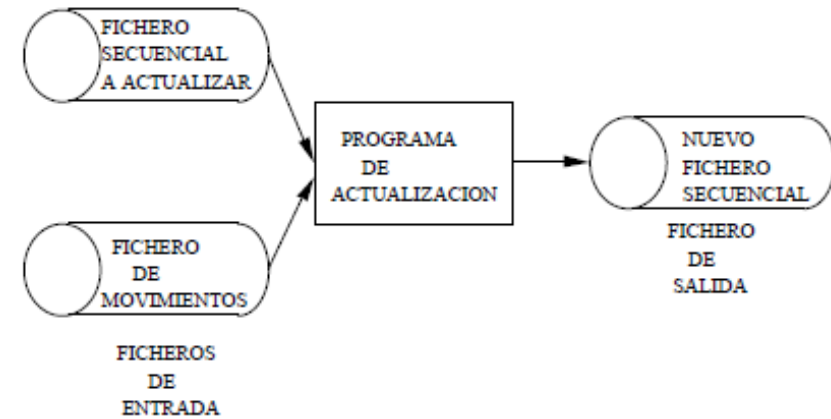 FICHERO
SECUENCIAL
A ACTUALIZAR
PROGRAMA
DE
ACTUALIZACION
NUEVO
FICHERO
SECUENCIAL
FICHERO
DE
SALIDA
FICHERO
DE
MOVIMIENTOS
FICHEROS
DE
ENTRADA